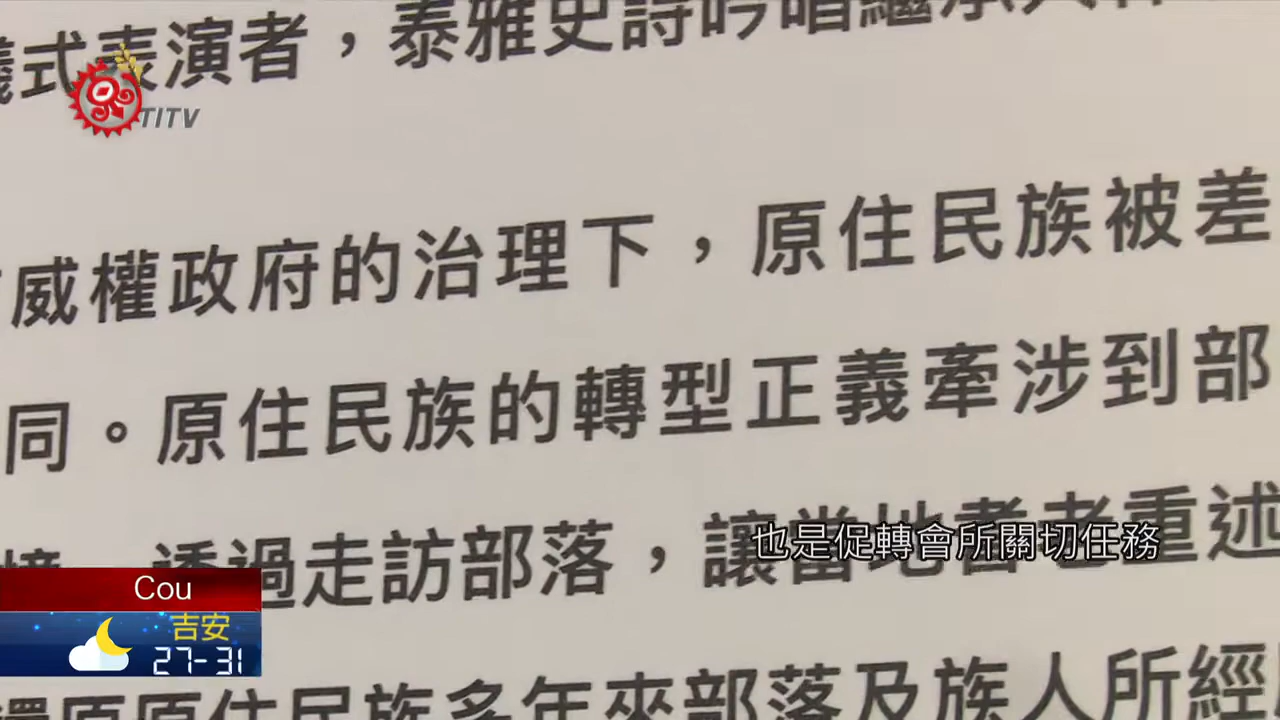 儀式表演者，泰雅史詩吟唱繼承人
TITV
威權政府的治理下，原住民族被差
同。原住民族的轉型正義牽涉到部
透過走訪部落，讓當地耆老重述
也是促轉會所關切任務
Cou
吉安
27-31
還原原住民族多年來部落及族人所經